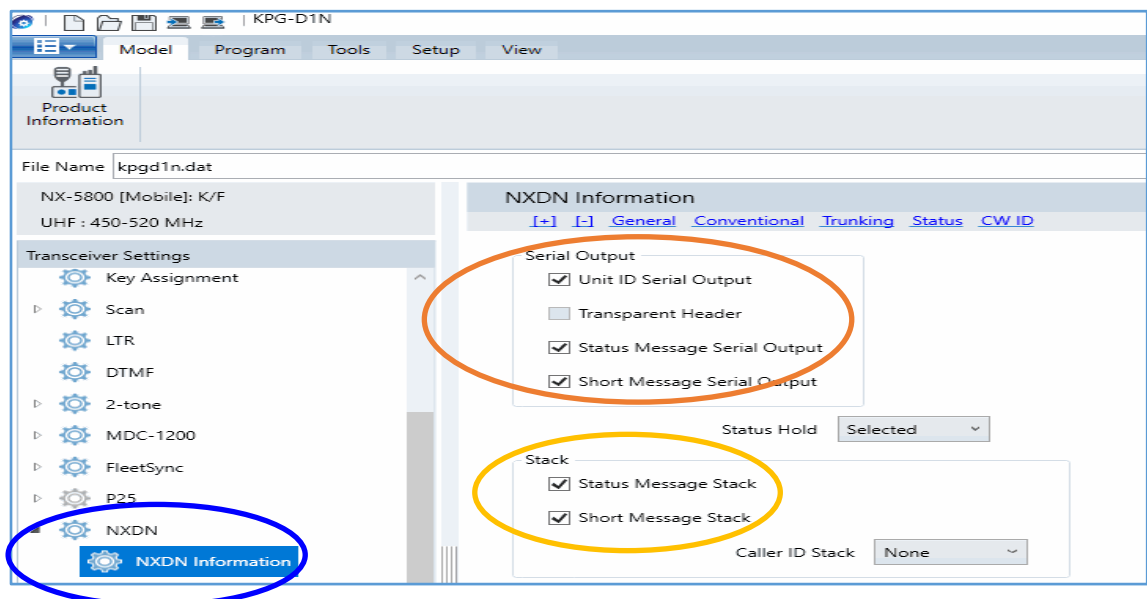 KPG-D1N
Model Program Tools Setup View
Product
Information
File Name kpgd1n.dat
NX-5800 [Mobile]: K/F
UHF : 450-520 MHz
Transceiver Settings
Key Assignment
Scan
LTR
DTMF
2-tone
MDC-1200
FleetSync
P25
NXDN
NXDN Information
NXDN Information
[+] [-] General Conventional Trunking Status CW ID
Serial Output
Unit ID Serial Output
Transparent Header
Status Message Serial Output
Short Message Serial Output
Status Hold Selected
Stack
Status Message Stack
Short Message Stack
Caller ID Stack None